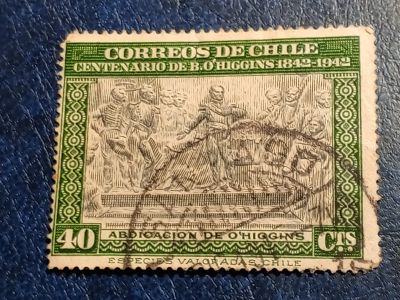 CORREOS DE CHILE
CENTENARIO DE B. O'HIGGINS·1842-1942
ABDICACION DE O'HIGGINS
40 CTS
ESPECIES VALORADAS, CHILE